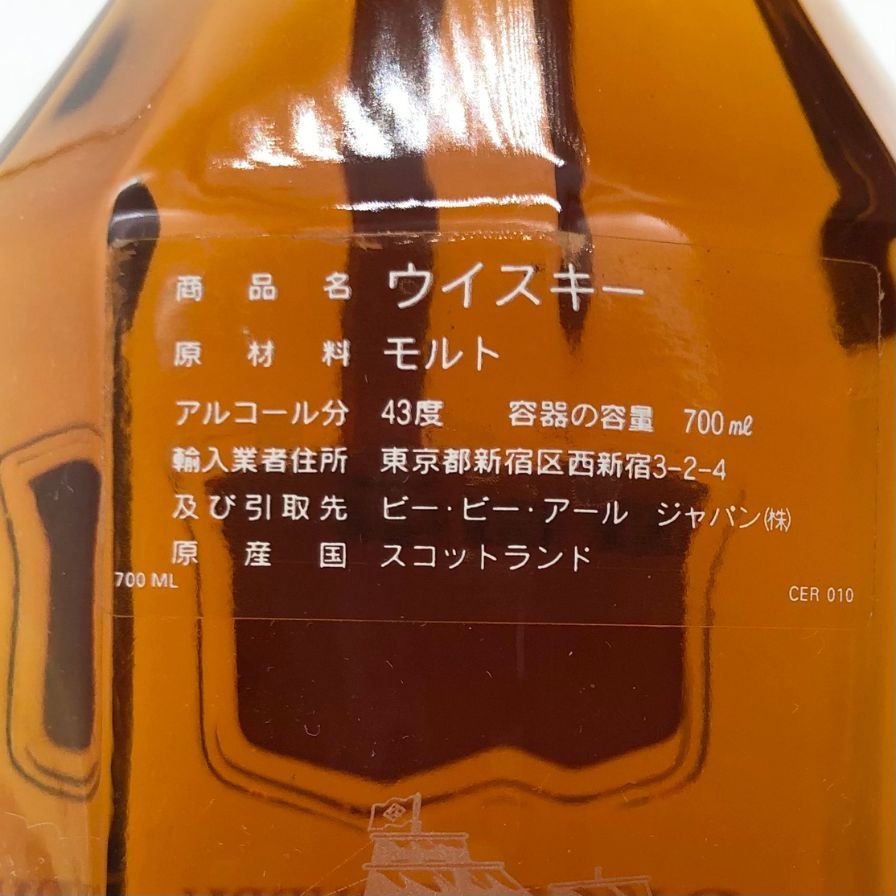 商品名 ウイスキー
原材料 モルト
アルコール分 43度 容器の容量 700ml
輸入業者住所 東京都新宿区西新宿3-2-4
及び引取先 ビー・ビー・アール ジャパン(株)
原産国 スコットランド
700 ML
CER 010